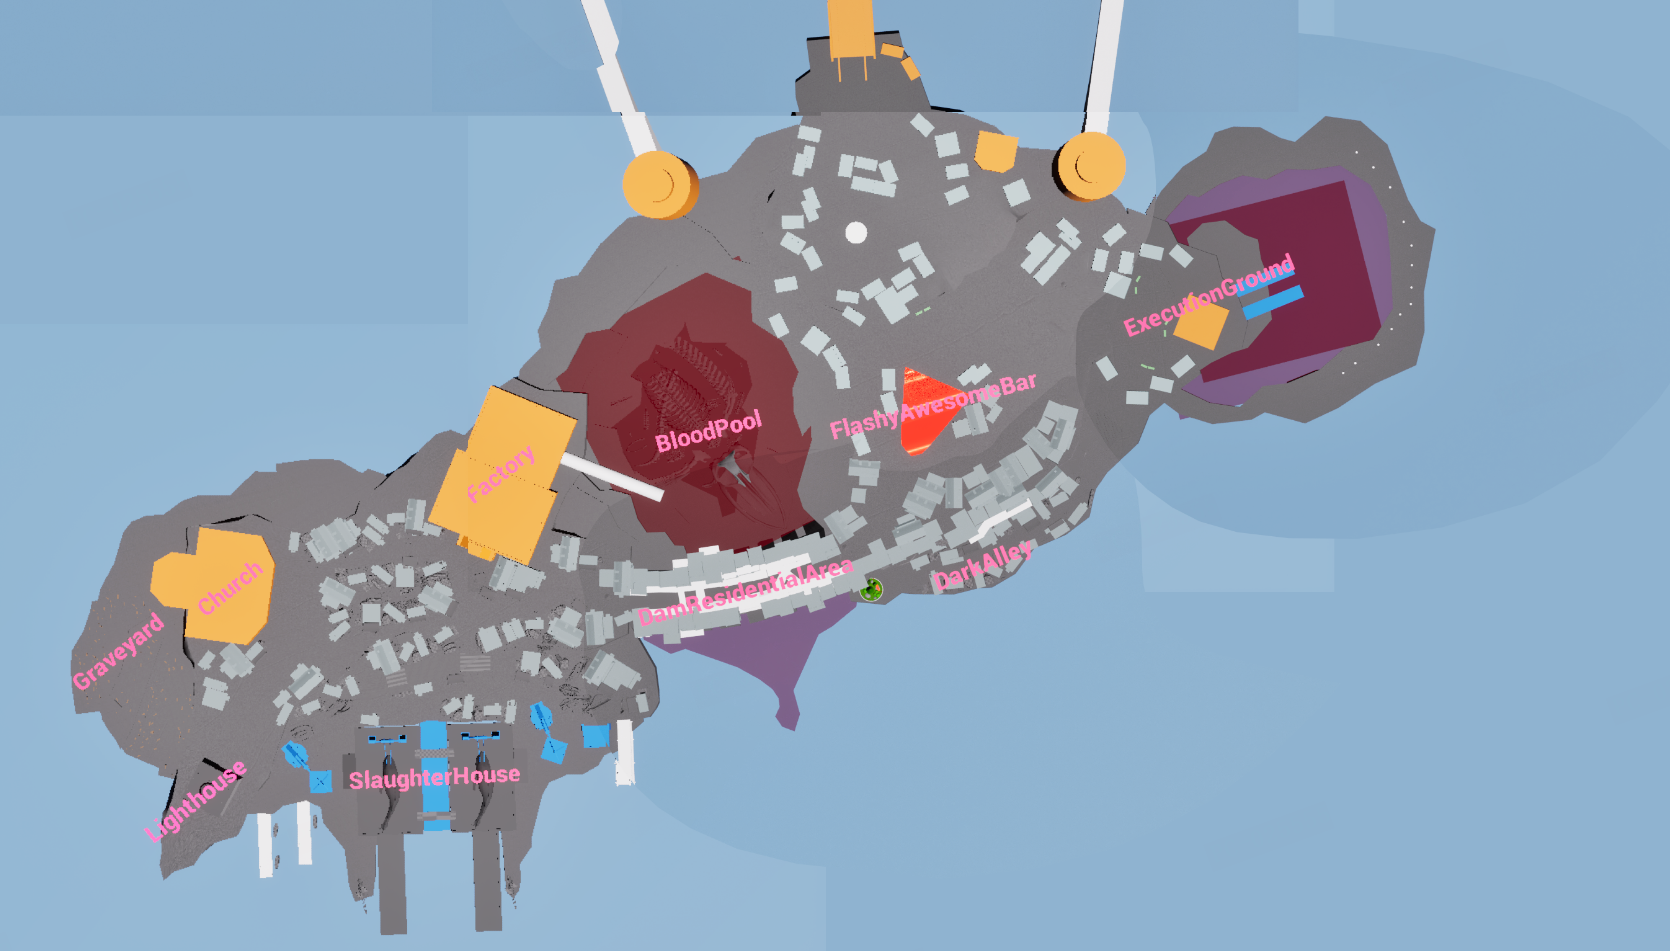 ExecutionGround
FlashyAwesomeBar
BloodPool
Factory
DarkAlley
DamResidentialArea
Church
Graveyard
SlaughterHouse
Lighthouse